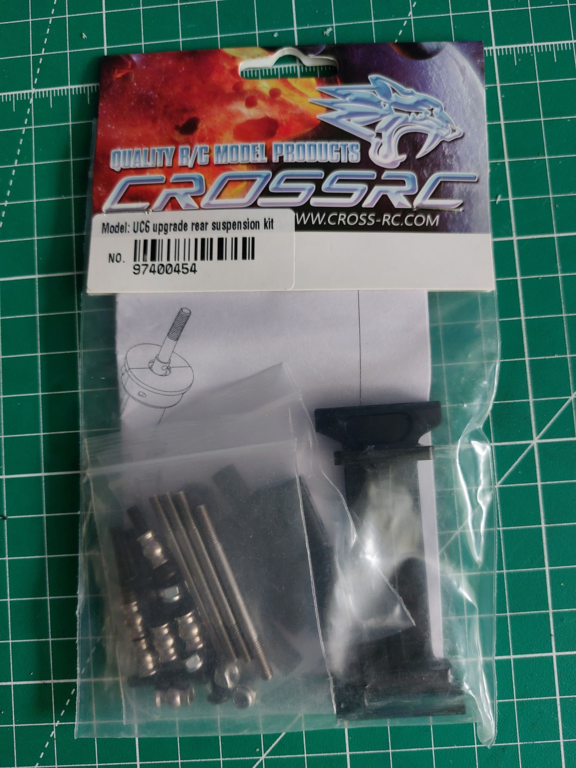 QUALITY R/C MODEL PRODUCTS
CROSSRC
WWW.CROSS-RC.COM
Model: UC6 upgrade rear suspension kit
NO. 97400454